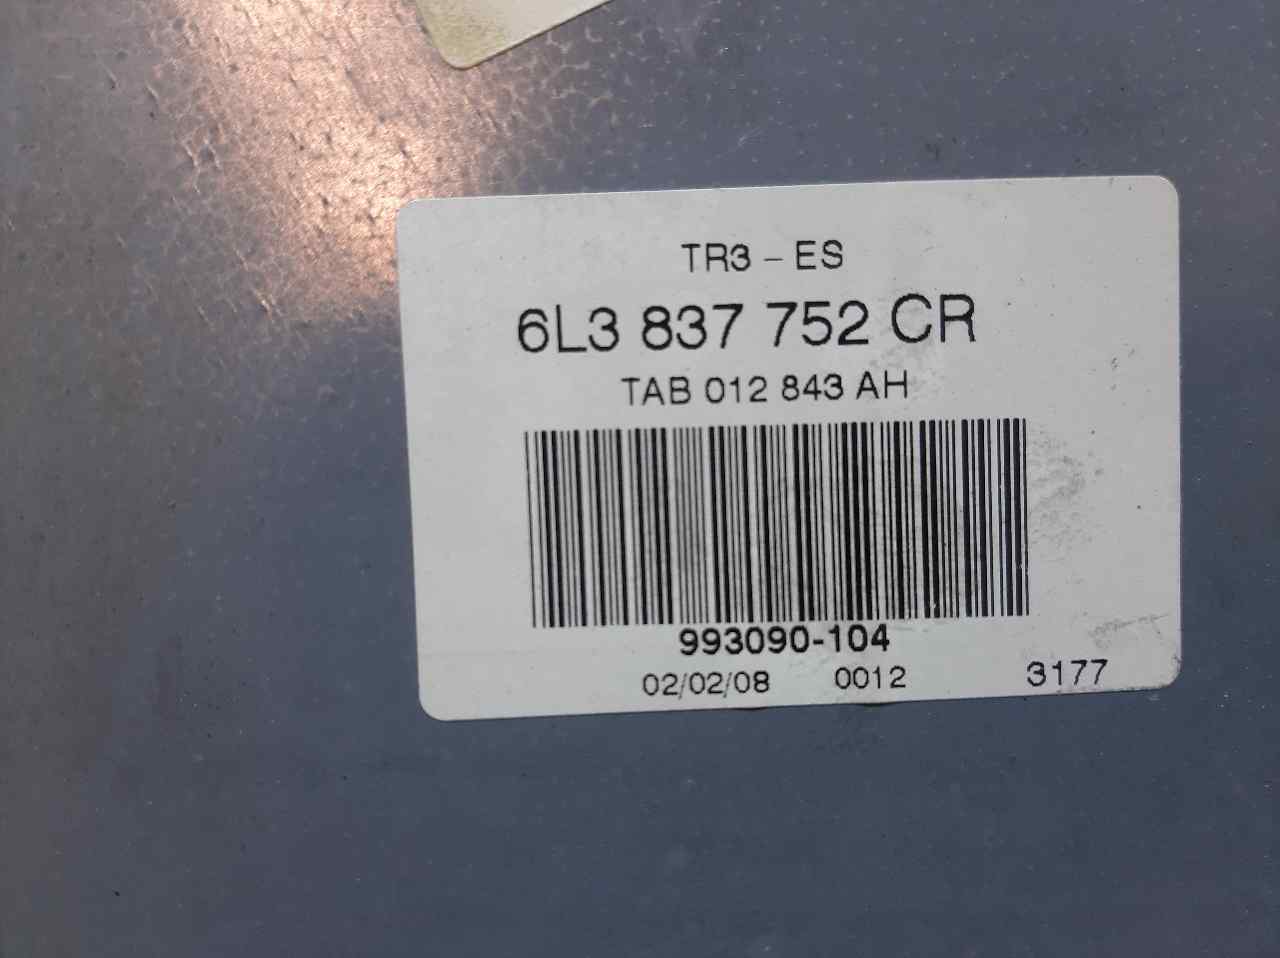 TR3 - ES
6L3 837 752 CR
TAB 012 843 AH
993090-104
02/02/08 0012 3177